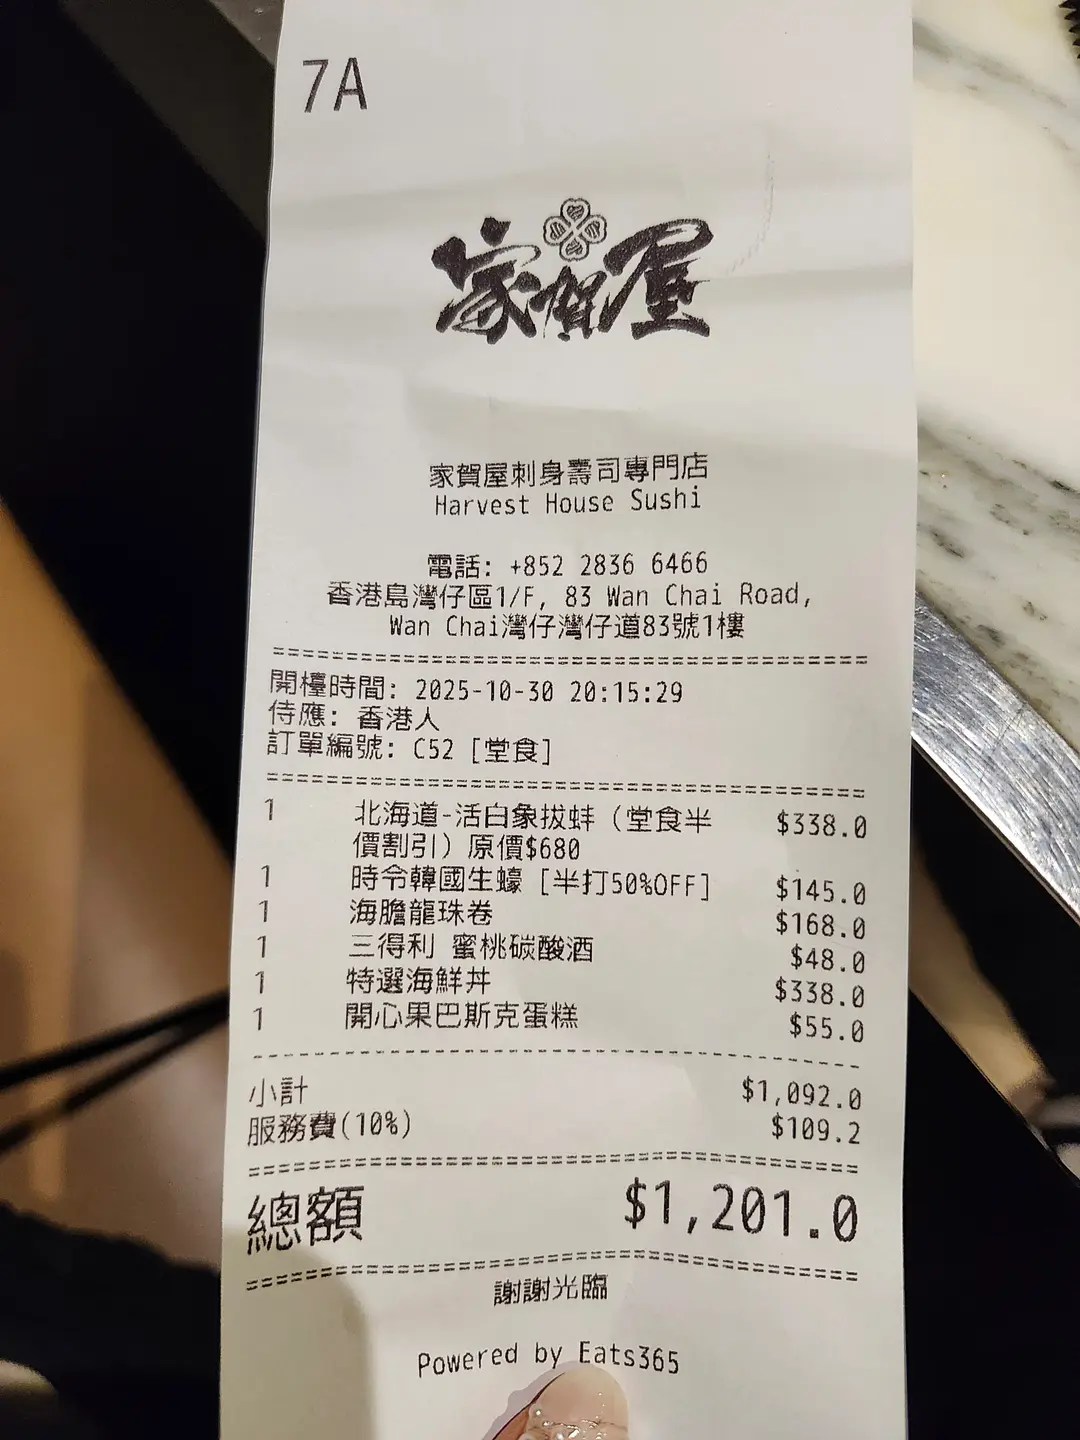 7A
家賀屋
家賀屋刺身壽司專門店
Harvest House Sushi
電話: +852 2836 6466
香港島灣仔區1/F, 83 Wan Chai Road,
Wan Chai灣仔灣仔道83號1樓
開檯時間: 2025-10-30 20:15:29
侍應: 香港人
訂單編號: C52 [堂食]
1 北海道-活白象拔蚌 (堂食半 $338.0
價割引) 原價$680
1 時令韓國生蠔 [半打50%OFF] $145.0
1 海膽龍珠卷 $168.0
1 三得利 蜜桃碳酸酒 $48.0
1 特選海鮮丼 $338.0
1 開心果巴斯克蛋糕 $55.0
小計 $1,092.0
服務費(10%) $109.2
總額 $1,201.0
謝謝光臨
Powered by Eats365